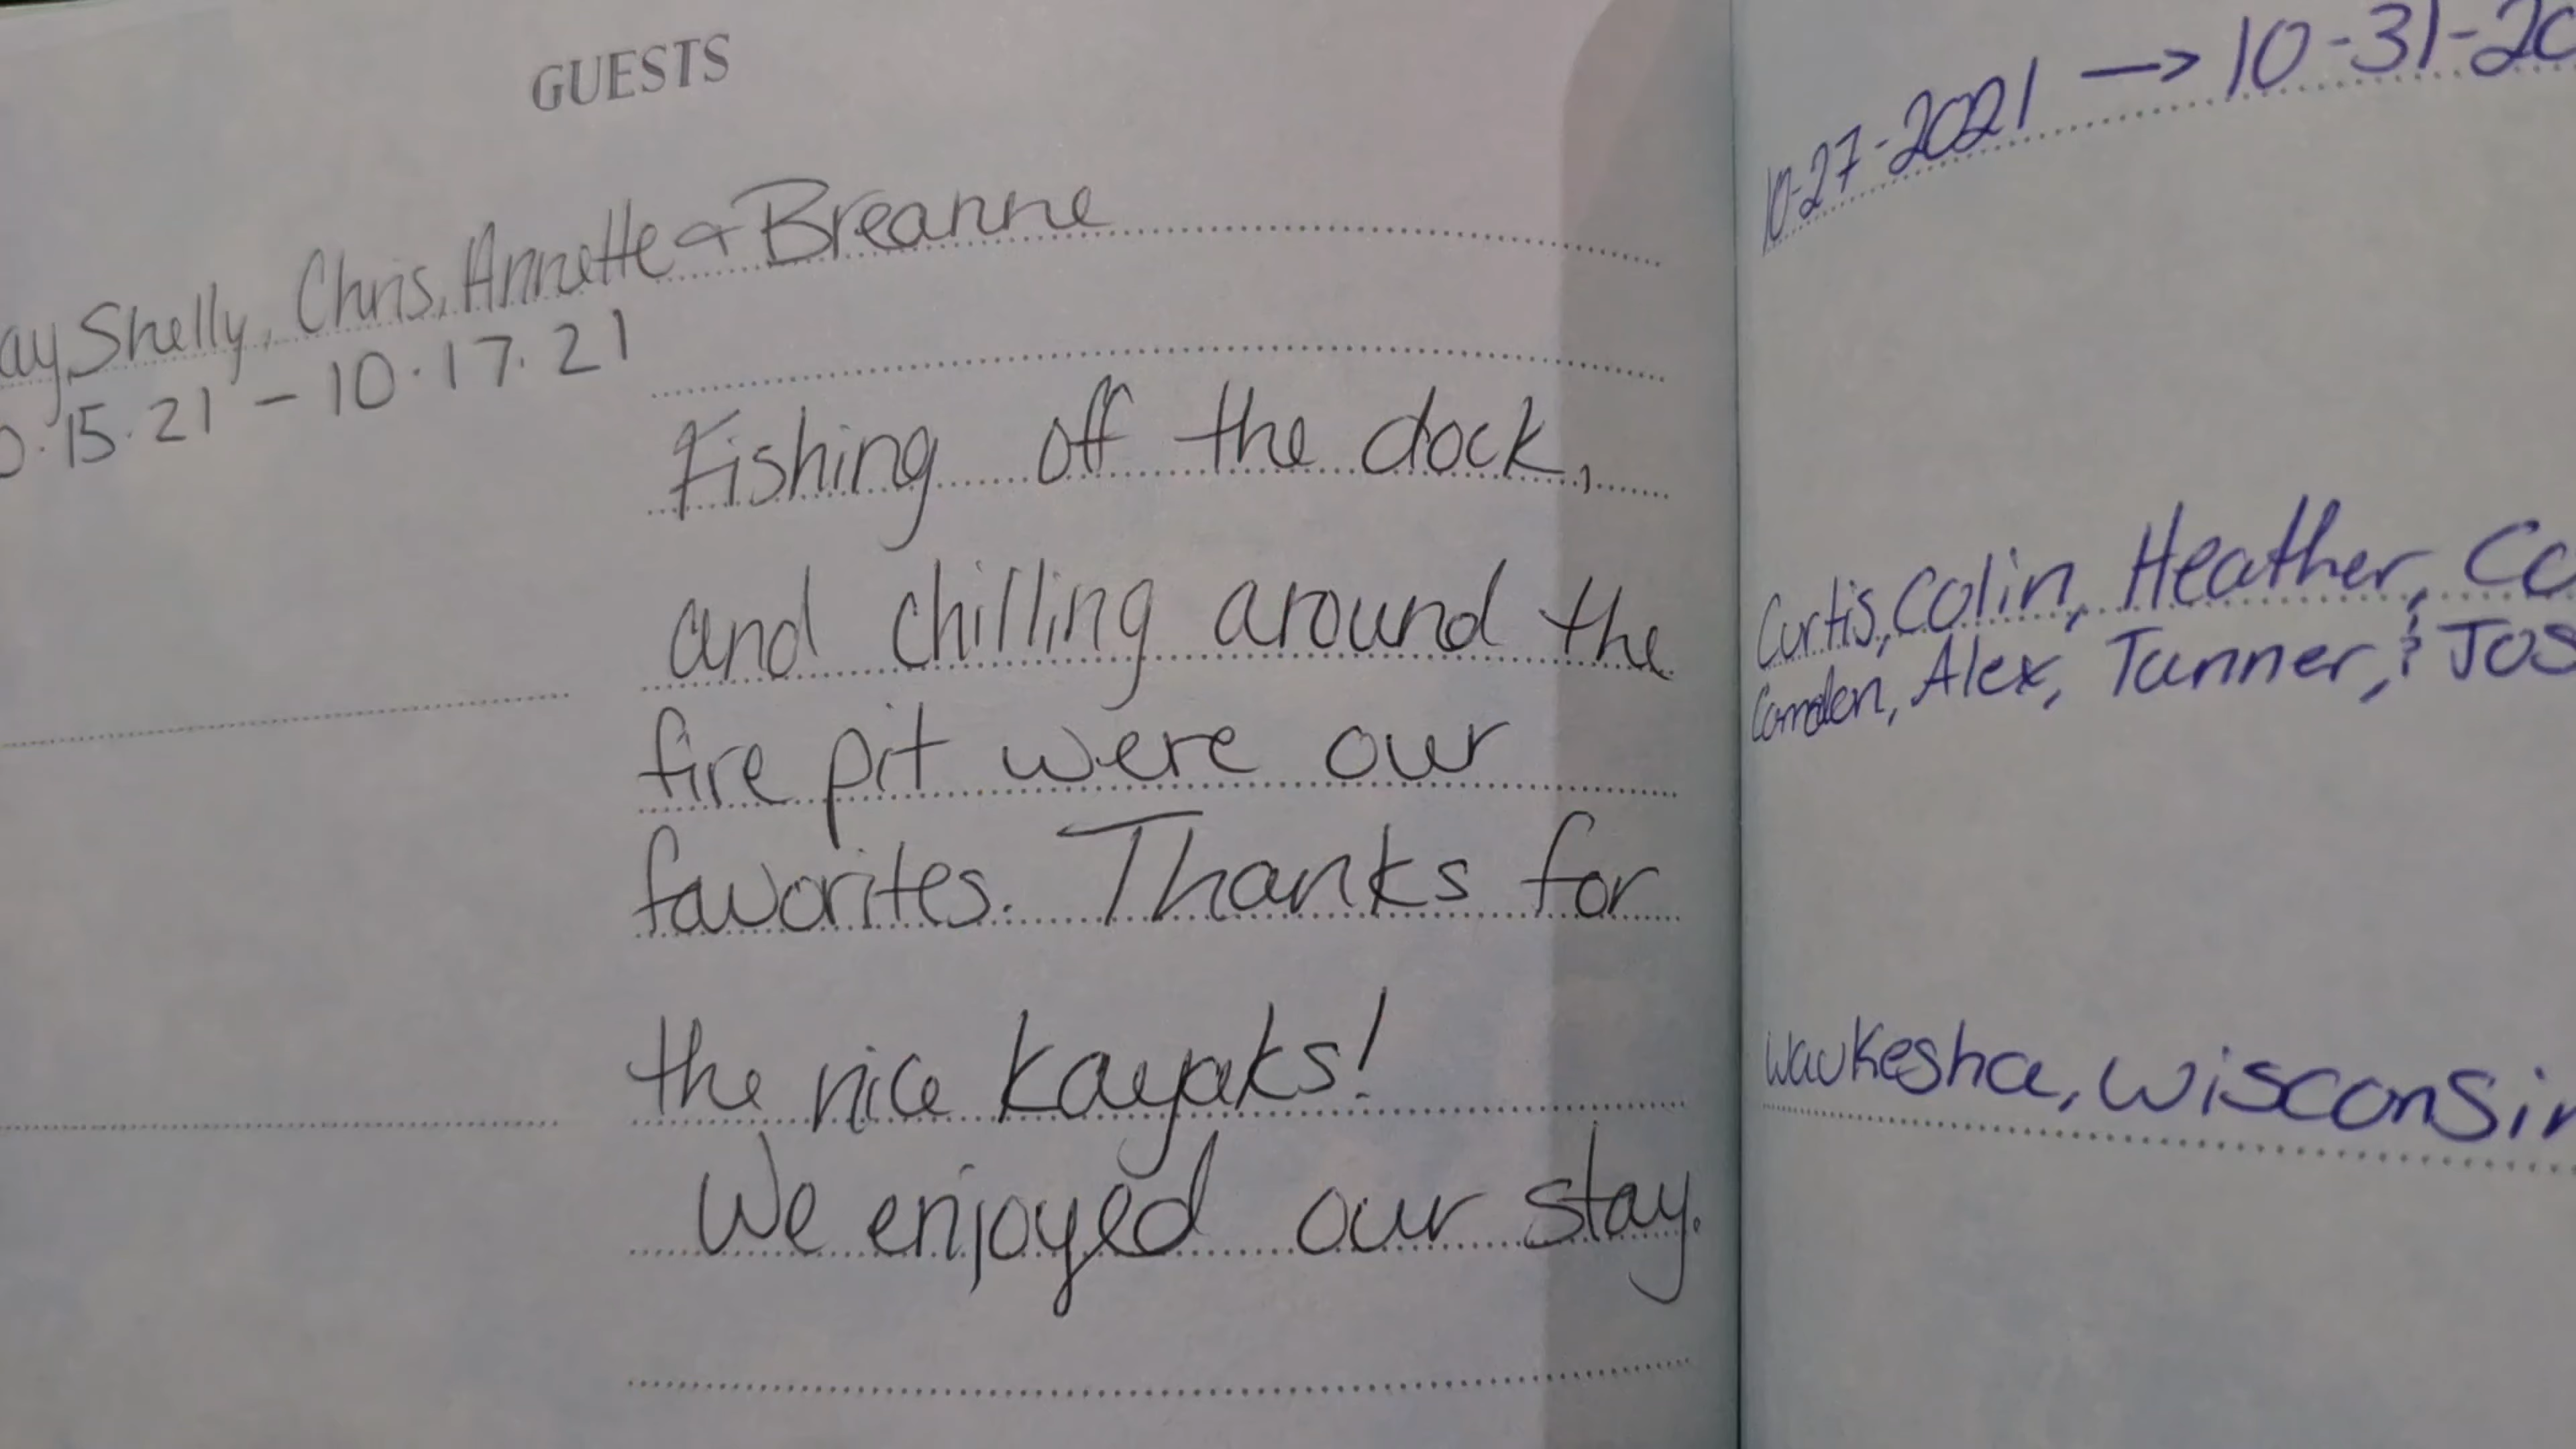 GUESTS
Shelly, Chris, Annette & Breanne
15.21 - 10.17.21
Fishing off the dock,
and chilling around the
fire pit were our
favorites. Thanks for
the nice kayaks!
We enjoyed our stay.
10-27-2021 → 10-31-20
Curtis, Colin, Heather,
Camden, Alex, Tanner, &
Waukesha, Wisconsin